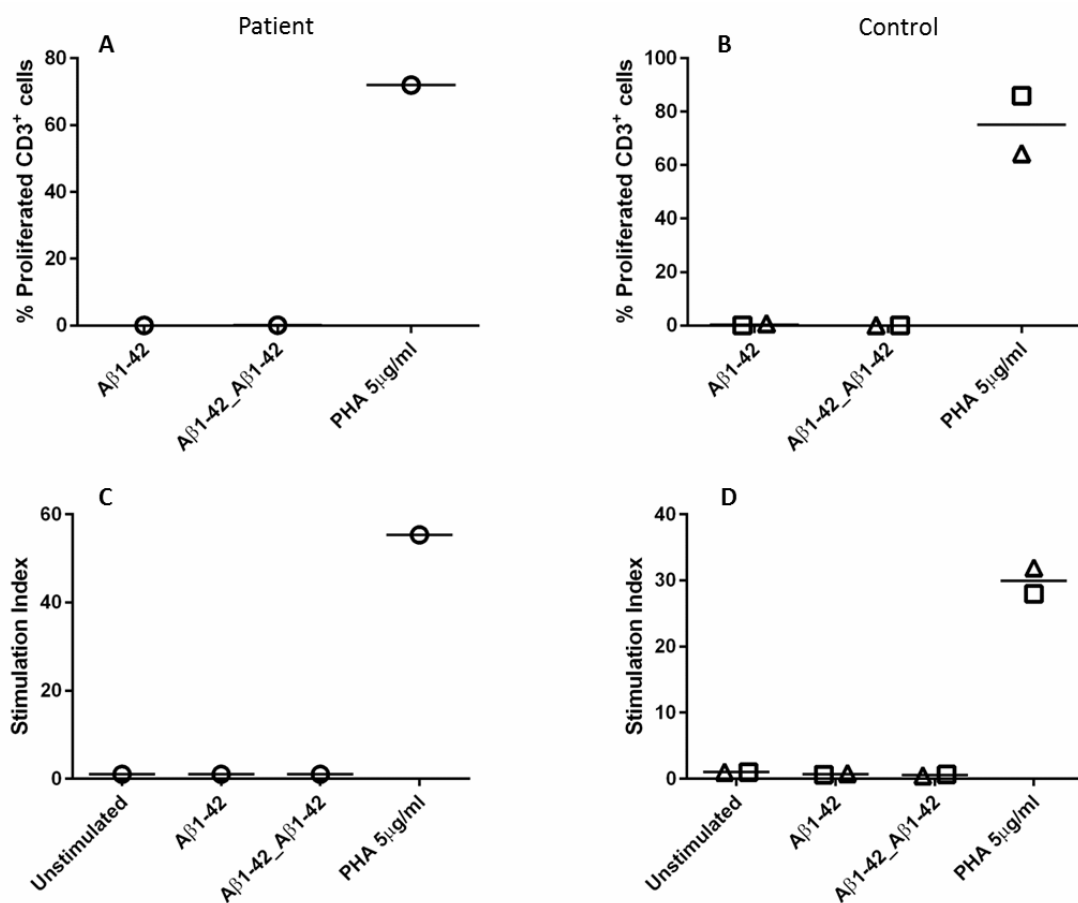 Patient
Control
A
B
% Proliferated CD3⁺ cells
80
60
40
20
0
Aβ1-42
Aβ1-42_Aβ1-42
PHA 5μg/ml
% Proliferated CD3⁺ cells
100
80
60
40
20
0
Aβ1-42
Aβ1-42_Aβ1-42
PHA 5μg/ml
C
D
Stimulation Index
60
40
20
0
Unstimulated
Aβ1-42
Aβ1-42_Aβ1-42
PHA 5μg/ml
Stimulation Index
40
30
20
10
0
Unstimulated
Aβ1-42
Aβ1-42_Aβ1-42
PHA 5μg/ml